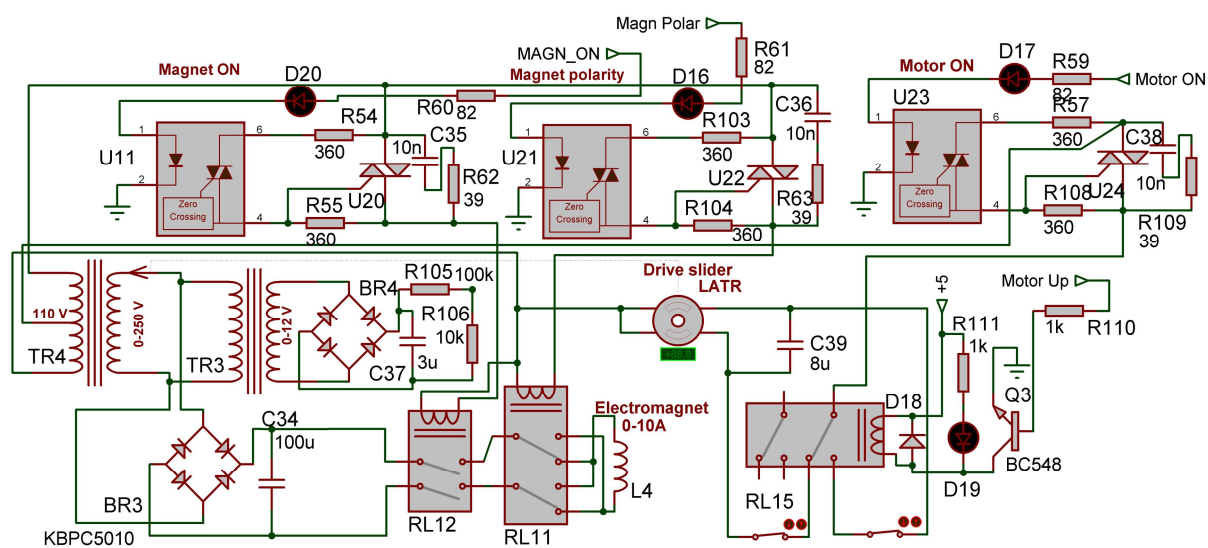 Magn Polar
MAGN_ON
Magnet ON
D20
Magnet polarity
D16
R61
82
Motor ON
D17
R59
82
Motor ON
R60
82
R54
360
C35
10n
U11
1
2
6
4
Zero
Crossing
R55
360
U20
R62
39
R103
360
C36
10n
U21
1
2
6
4
Zero
Crossing
R104
360
U22
R63
39
U23
1
2
6
4
Zero
Crossing
R57
360
C38
10n
R108
360
U24
R109
39
110 V
TR4
0-250 V
TR3
0-12 V
BR4
R105
100k
R106
10k
3u
C37
Drive slider
LATR
C39
8u
+5
Motor Up
R111
1k
1k
R110
Q3
BC548
D18
D19
RL15
C34
100u
BR3
KBPC5010
RL12
RL11
Electromagnet
0-10A
L4